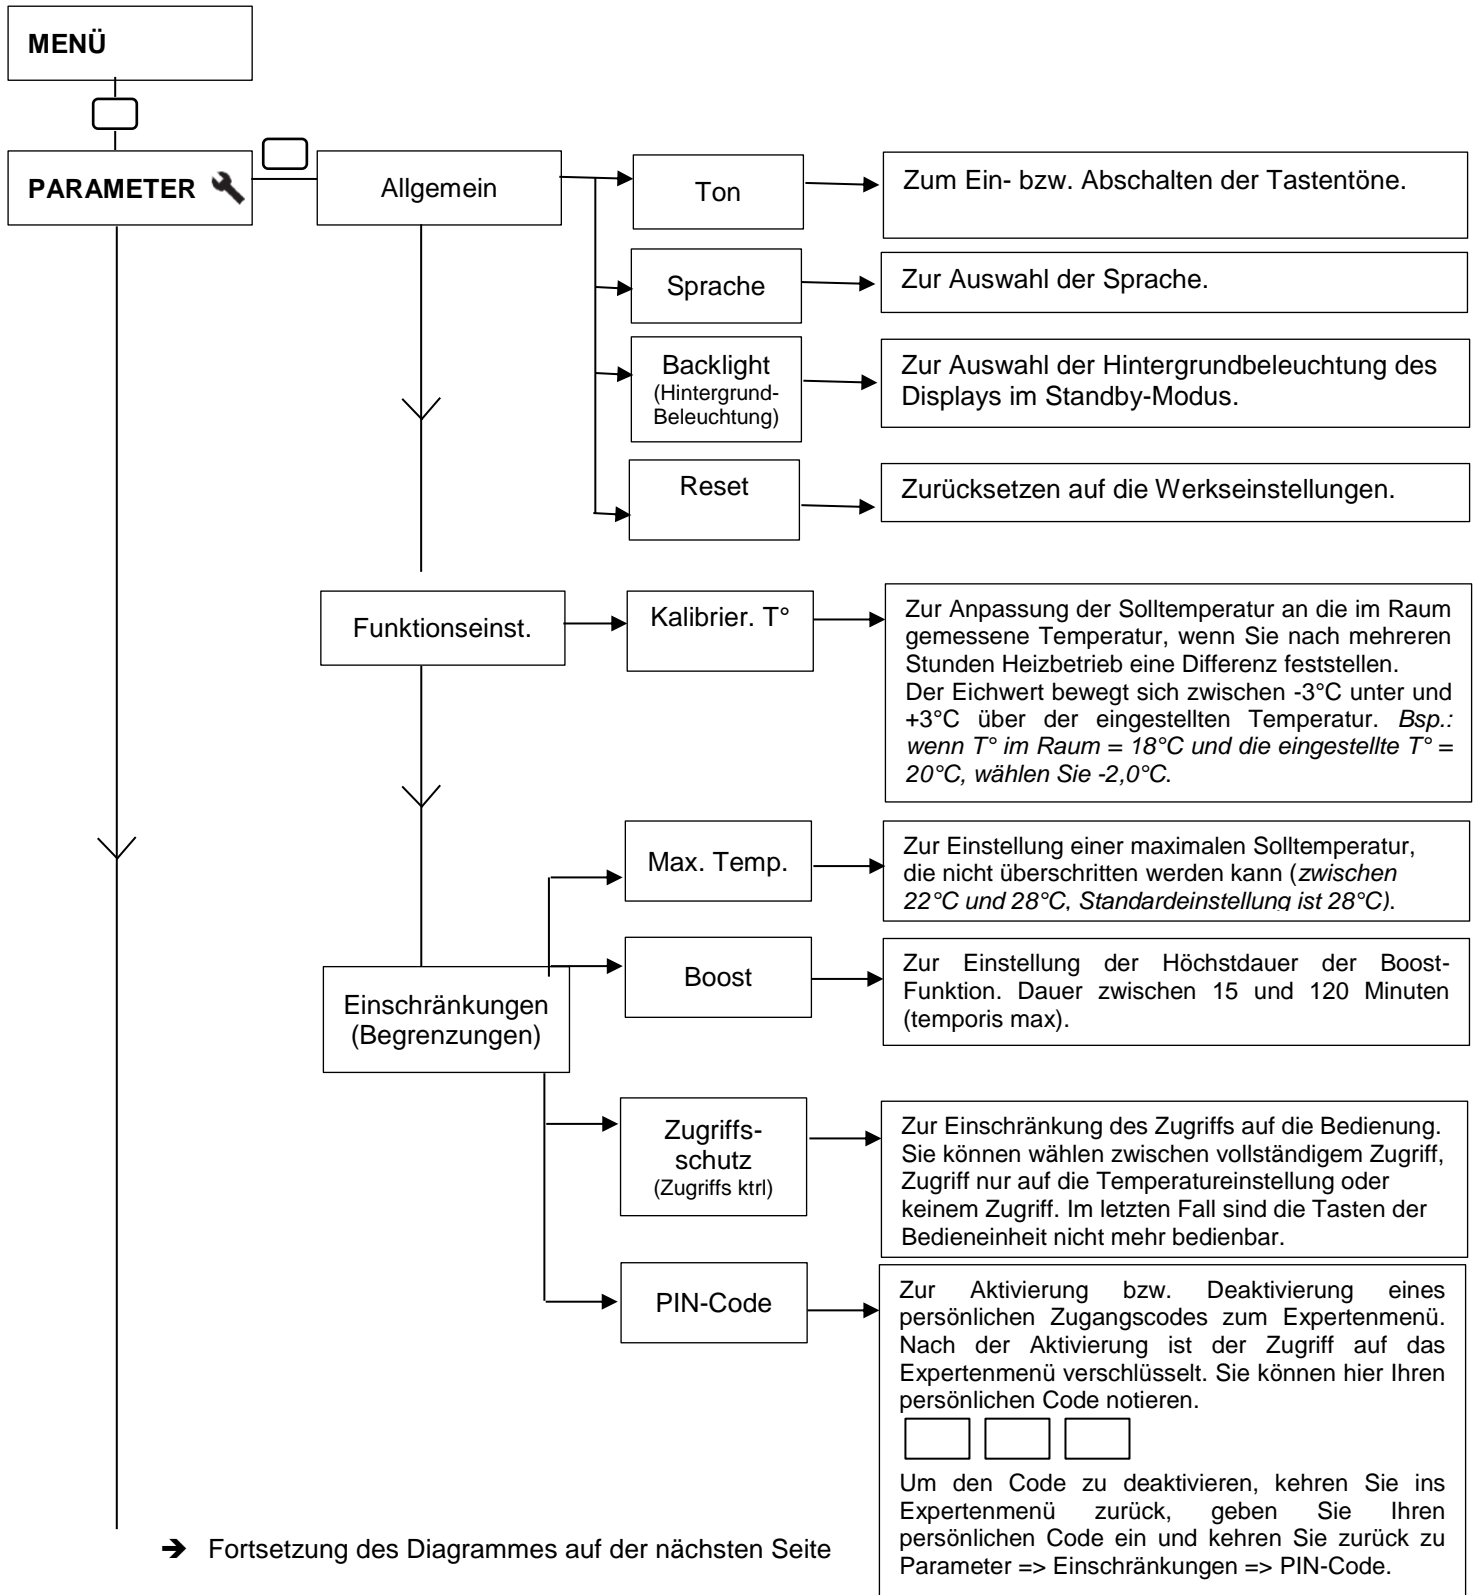 MENÜ
PARAMETER
Allgemein
Ton
Zum Ein- bzw. Abschalten der Tastentöne.
Sprache
Zur Auswahl der Sprache.
Backlight
(Hintergrund-
Beleuchtung)
Zur Auswahl der Hintergrundbeleuchtung des
Displays im Standby-Modus.
Reset
Zurücksetzen auf die Werkseinstellungen.
Funktionseinst.
Kalibrier. T°
Zur Anpassung der Solltemperatur an die im Raum
gemessene Temperatur, wenn Sie nach mehreren
Stunden Heizbetrieb eine Differenz feststellen.
Der Eichwert bewegt sich zwischen -3°C unter und
+3°C über der eingestellten Temperatur. Bsp.:
wenn T° im Raum = 18°C und die eingestellte T° =
20°C, wählen Sie -2,0°C.
Einschränkungen
(Begrenzungen)
Max. Temp.
Zur Einstellung einer maximalen Solltemperatur,
die nicht überschritten werden kann (zwischen
22°C und 28°C, Standardeinstellung ist 28°C).
Boost
Zur Einstellung der Höchstdauer der Boost-
Funktion. Dauer zwischen 15 und 120 Minuten
(temporis max).
Zugriffs-
schutz
(Zugriffs ktrl)
Zur Einschränkung des Zugriffs auf die Bedienung.
Sie können wählen zwischen vollständigem Zugriff,
Zugriff nur auf die Temperatureinstellung oder
keinem Zugriff. Im letzten Fall sind die Tasten der
Bedieneinheit nicht mehr bedienbar.
PIN-Code
Zur Aktivierung bzw. Deaktivierung eines
persönlichen Zugangscodes zum Expertenmenü.
Nach der Aktivierung ist der Zugriff auf das
Expertenmenü verschlüsselt. Sie können hier Ihren
persönlichen Code notieren.
Um den Code zu deaktivieren, kehren Sie ins
Expertenmenü zurück, geben Sie Ihren
persönlichen Code ein und kehren Sie zurück zu
Parameter => Einschränkungen => PIN-Code.
➔ Fortsetzung des Diagrammes auf der nächsten Seite